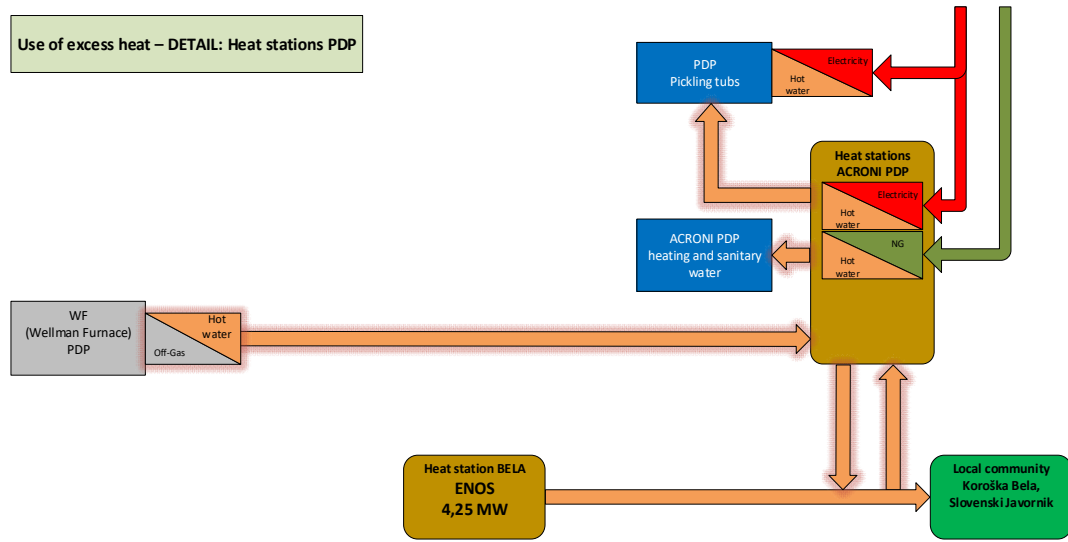 Use of excess heat – DETAIL: Heat stations PDP
PDP
Pickling tubs
Electricity
Hot
water
Heat stations
ACRONI PDP
Electricity
Hot
water
NG
Hot
water
ACRONI PDP
heating and sanitary
water
WF
(Wellman Furnace)
PDP
Hot
water
Off-Gas
Heat station BELA
ENOS
4,25 MW
Local community
Koroška Bela,
Slovenski Javornik